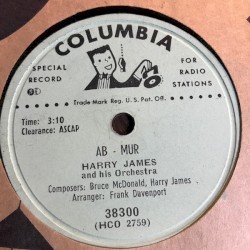 COLUMBIA
SPECIAL RECORD
FOR RADIO STATIONS
Trade Mark Reg. U.S. Pat. Off.
Time: 3:10
Clearance: ASCAP
AB - MUR
HARRY JAMES
and his Orchestra
Composers: Bruce McDonald, Harry James
Arranger: Frank Davenport
38300
(HCO 2759)